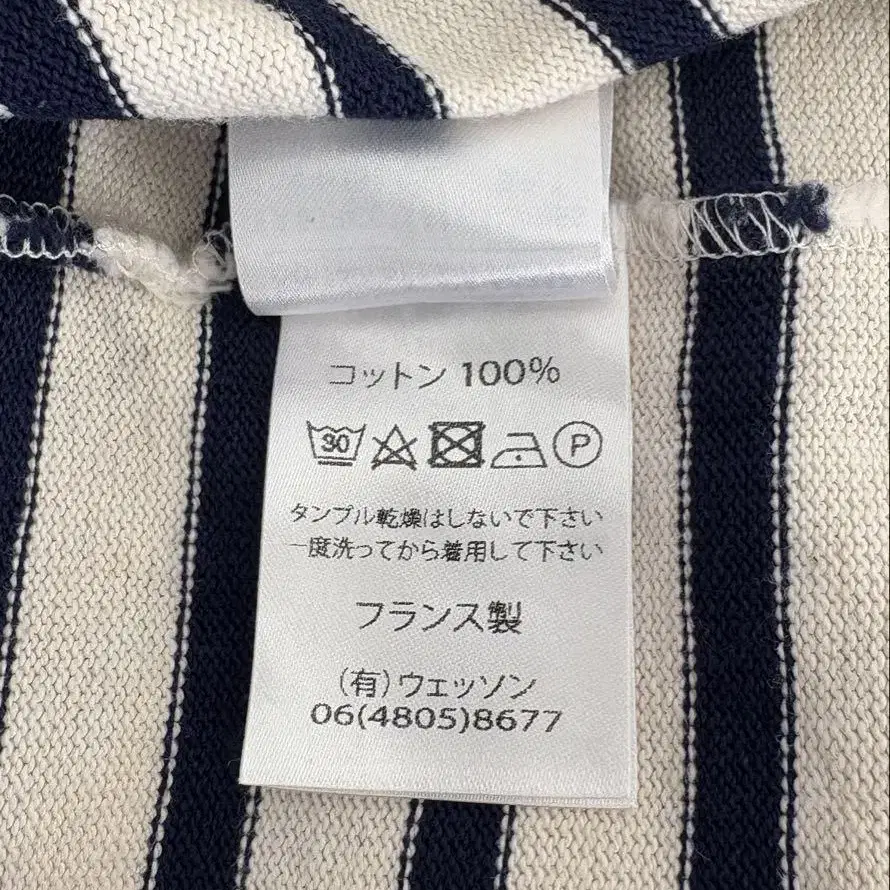 コットン 100%
30 P
タンプル乾燥はしないで下さい
一度洗ってから着用して下さい
フランス製
(有)ウェッソン
06(4805)8677